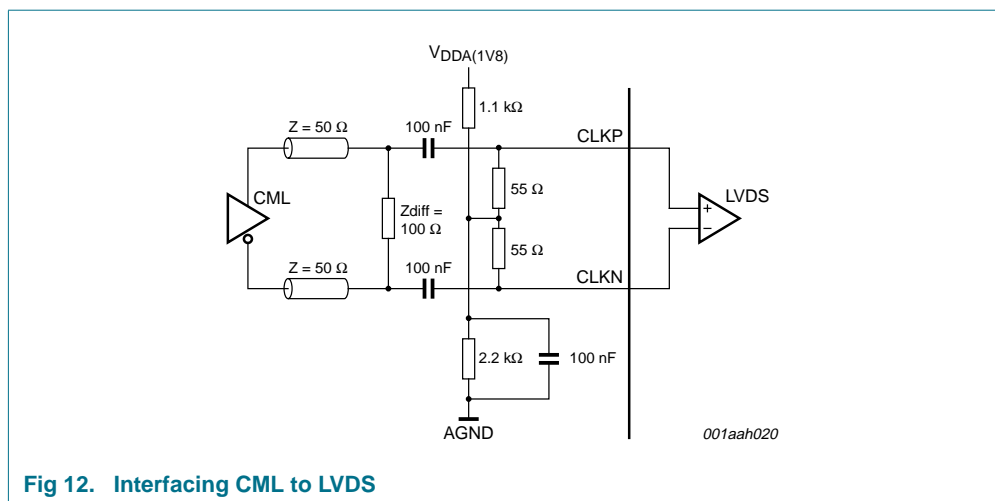 VDDA(1V8)
1.1 kΩ
Z = 50 Ω
100 nF
CLKP
CML
Zdiff =
100 Ω
55 Ω
LVDS
+
−
55 Ω
Z = 50 Ω
100 nF
CLKN
2.2 kΩ
100 nF
AGND
001aah020
Fig 12. Interfacing CML to LVDS